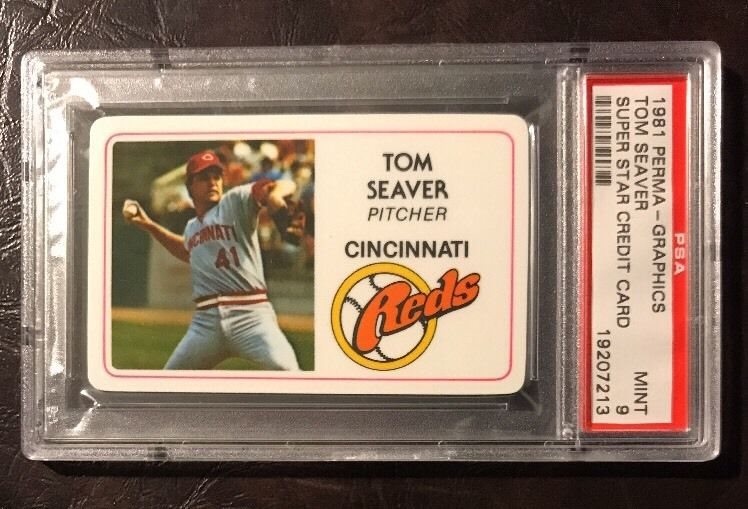 TOM
SEAVER
PITCHER
CINCINNATI
Reds
CINCINNATI
41
PSA
1981 PERMA-GRAPHICS
TOM SEAVER
SUPER STAR CREDIT CARD
MINT
9
19207213